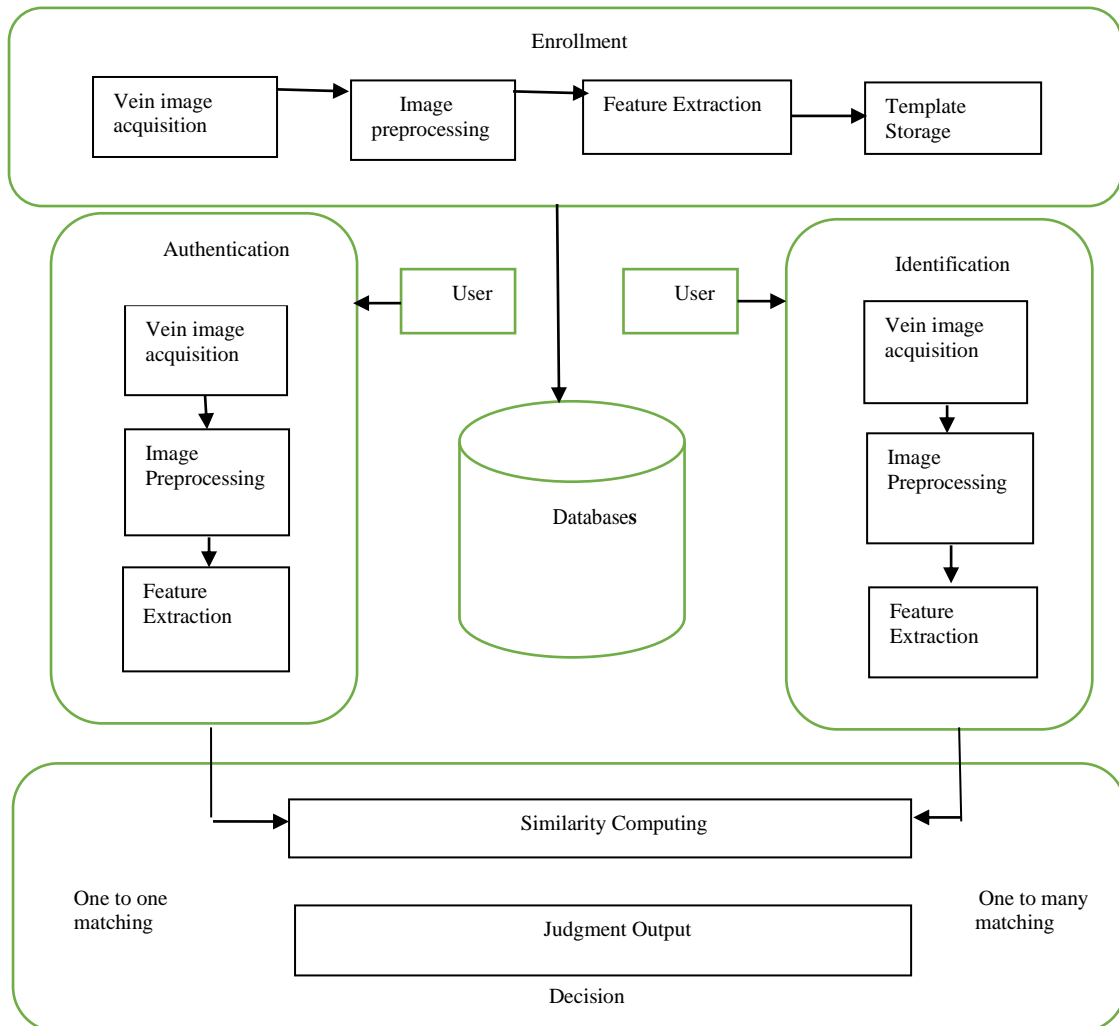 Enrollment
Vein image
acquisition
Image
preprocessing
Feature Extraction
Template
Storage
Authentication
User
User
Identification
Vein image
acquisition
Image
Preprocessing
Feature
Extraction
Databases
Vein image
acquisition
Image
Preprocessing
Feature
Extraction
Similarity Computing
One to one
matching
One to many
matching
Judgment Output
Decision